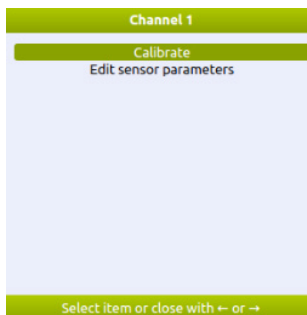 Channel 1
Calibrate
Edit sensor parameters
Select item or close with ← or →